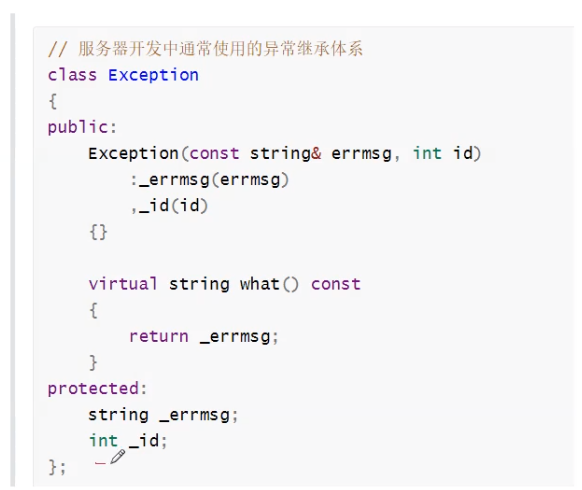 // 服务器开发中通常使用的异常继承体系
class Exception
{
public:
    Exception(const string& errmsg, int id)
        :_errmsg(errmsg)
        ,_id(id)
    {}

    virtual string what() const
    {
        return _errmsg;
    }
protected:
    string _errmsg;
    int _id;
};